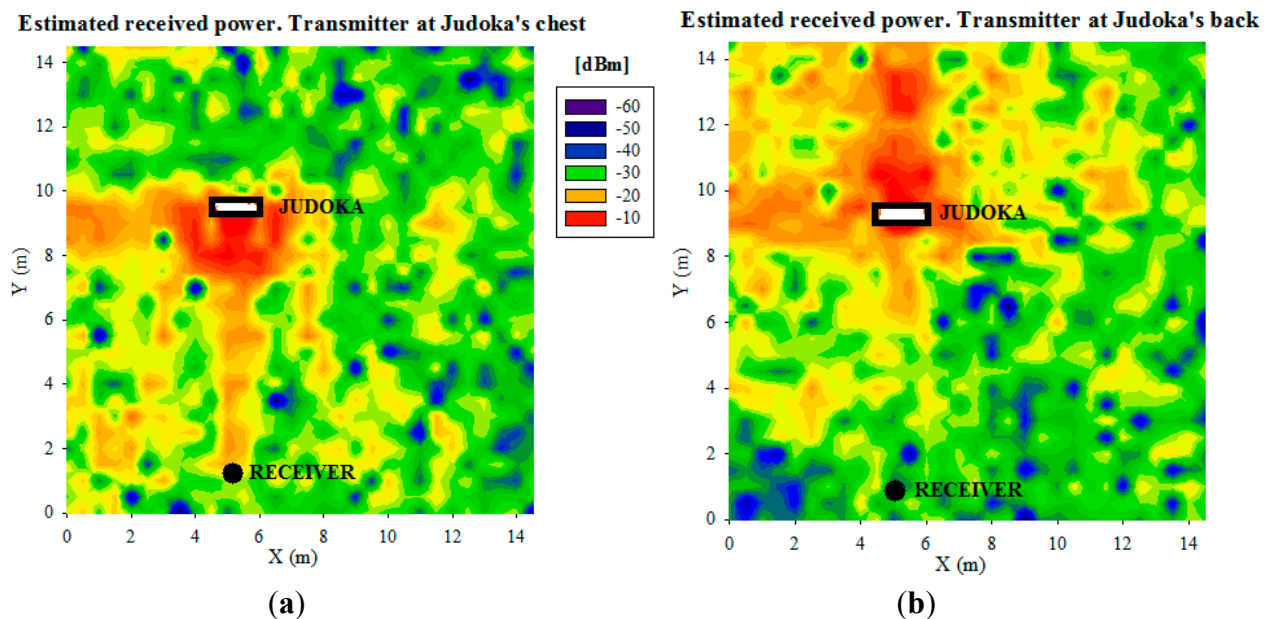 Estimated received power. Transmitter at Judoka's chest
Estimated received power. Transmitter at Judoka's back
[dBm]
-60
-50
-40
-30
-20
-10
14
12
10
8
6
4
2
0
Y (m)
JUDOKA
RECEIVER
0 2 4 6 8 10 12 14
X (m)
(a)
14
12
10
8
6
4
2
0
Y (m)
JUDOKA
RECEIVER
0 2 4 6 8 10 12 14
X (m)
(b)